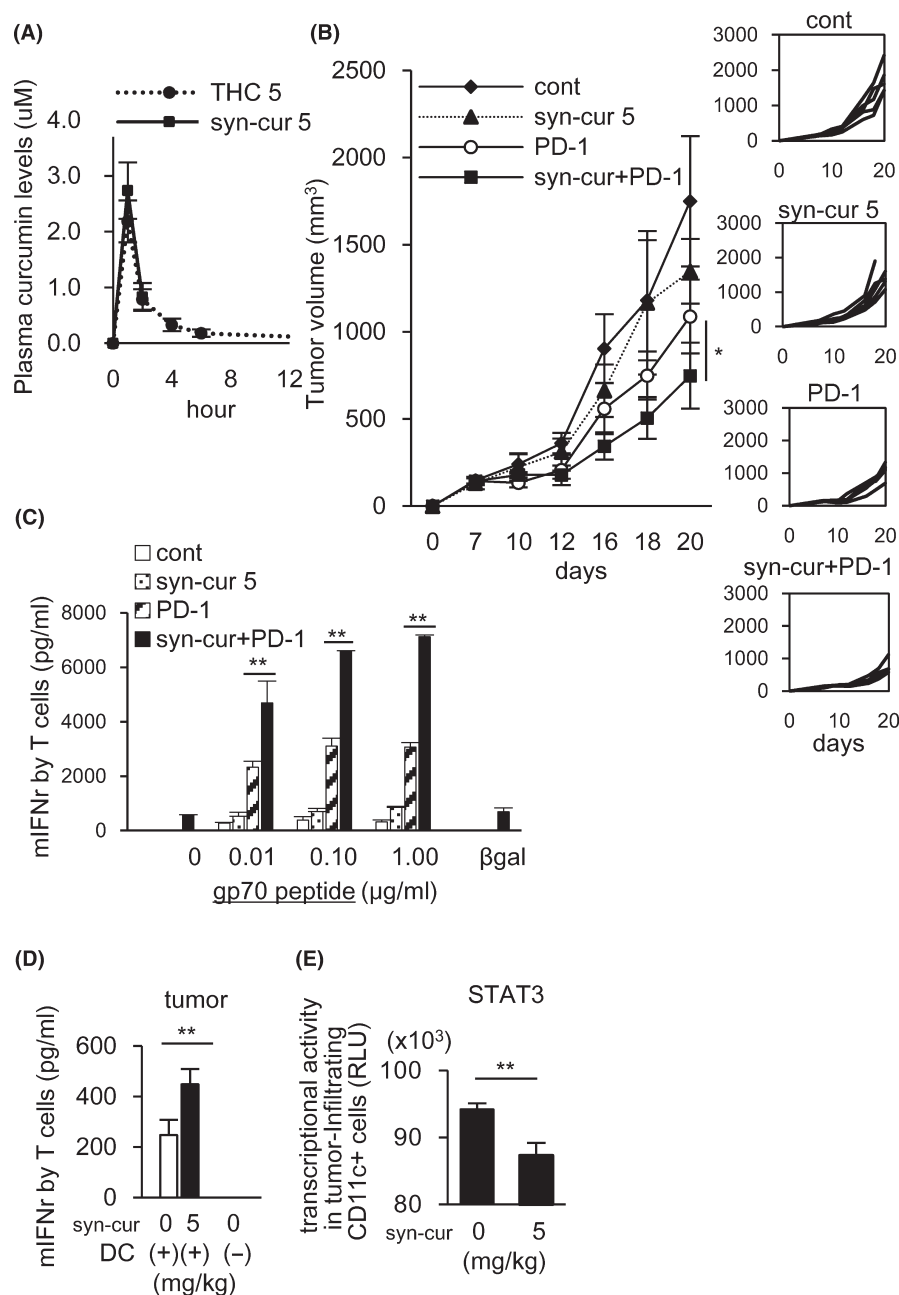 (A)
THC 5
syn-cur 5
Plasma curcumin levels (uM)
4.0
3.0
2.0
1.0
0.0
0 4 8 12
hour
(B)
cont
syn-cur 5
PD-1
syn-cur+PD-1
Tumor volume (mm³)
2500
2000
1500
1000
500
0
0 7 10 12 16 18 20
days
*
cont
3000
2000
1000
0
0 10 20
syn-cur 5
3000
2000
1000
0
0 10 20
PD-1
3000
2000
1000
0
0 10 20
syn-cur+PD-1
3000
2000
1000
0
0 10 20
days
(C)
cont
syn-cur 5
PD-1
syn-cur+PD-1
mIFNr by T cells (pg/ml)
8000
6000
4000
2000
0
** ** **
0 0.01 0.10 1.00 βgal
gp70 peptide (µg/ml)
(D)
tumor
**
mIFNr by T cells (pg/ml)
600
400
200
0
syn-cur 0 5 0
DC (+)(+) (−)
(mg/kg)
(E)
STAT3
transcriptional activity
in tumor-Infiltrating
CD11c+ cells (RLU)
(x10³)
100
90
80
**
syn-cur 0 5
(mg/kg)